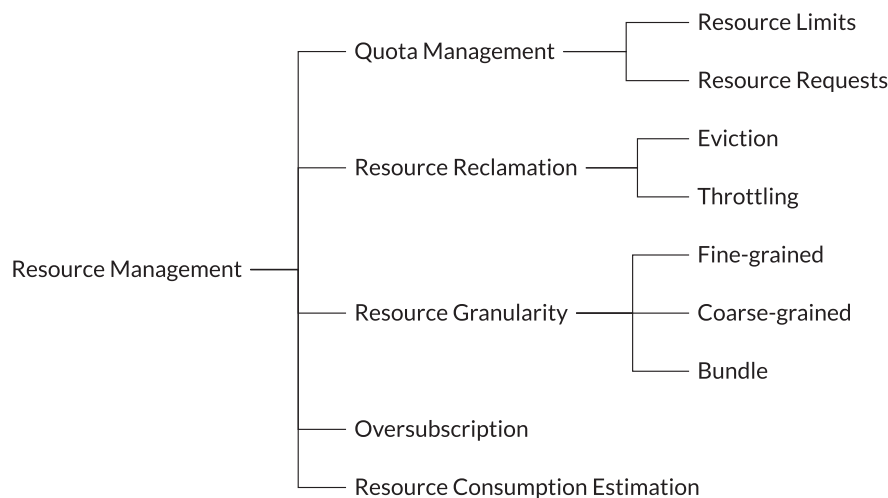 Resource Management
Quota Management
Resource Limits
Resource Requests
Resource Reclamation
Eviction
Throttling
Resource Granularity
Fine-grained
Coarse-grained
Bundle
Oversubscription
Resource Consumption Estimation